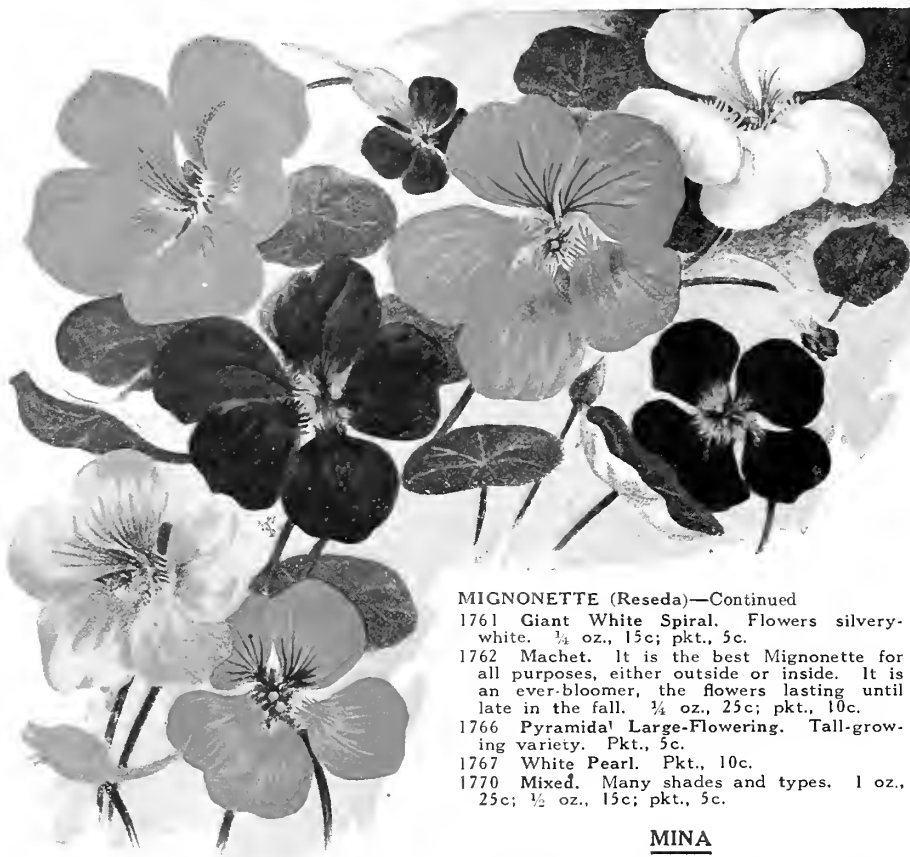 MIGNONETTE (Reseda)—Continued
1761 Giant White Spiral. Flowers silvery-
white. ¼ oz., 15c; pkt., 5c.
1762 Machet. It is the best Mignonette for
all purposes, either outside or inside. It is
an ever-bloomer, the flowers lasting until
late in the fall. ¼ oz., 25c; pkt., 10c.
1766 Pyramidal Large-Flowering. Tall-grow-
ing variety. Pkt., 5c.
1767 White Pearl. Pkt., 10c.
1770 Mixed. Many shades and types. 1 oz.,
25c; ½ oz., 15c; pkt., 5c.
MINA